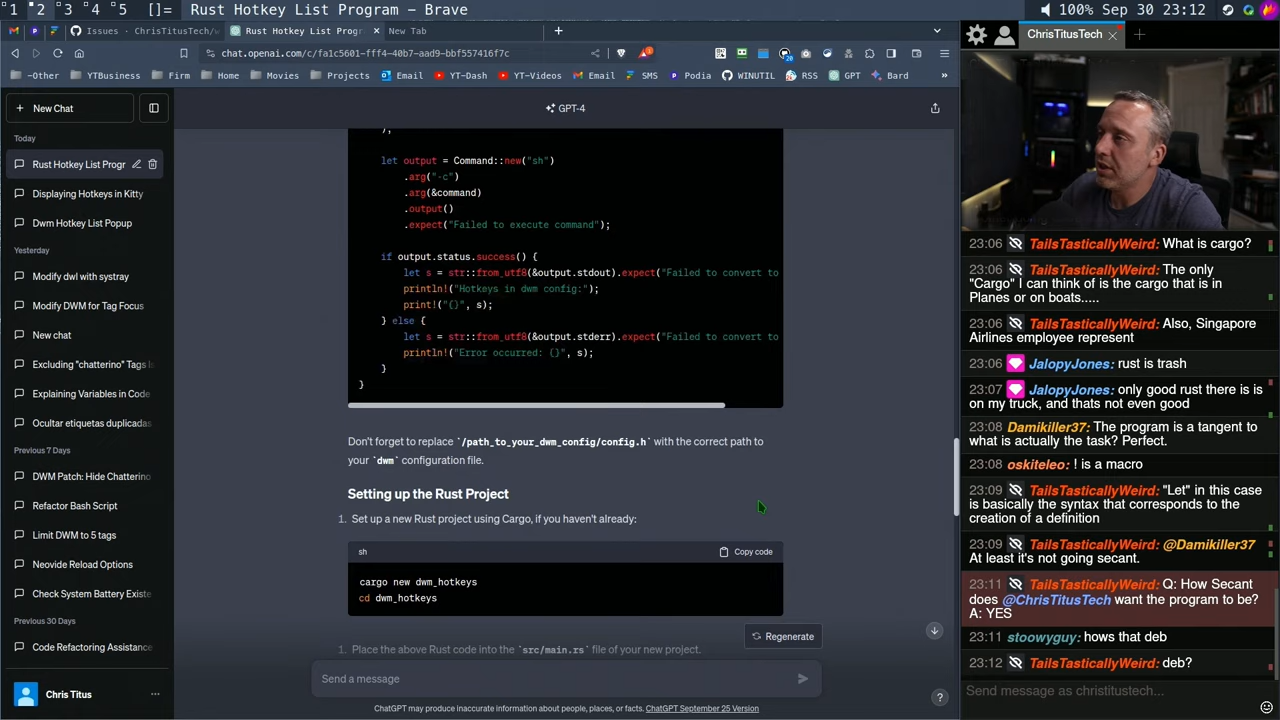 1 2 3 4 5 []= Rust Hotkey List Program – Brave 100% Sep 30 23:12
Issues · ChrisTitusTech/w
Rust Hotkey List Program
New Tab
chat.openai.com/c/fa1c5601-fff4-40b7-aad9-bbf557416f7c
~Other YTBusiness Firm Home Movies Projects Email YT-Dash YT-Videos Email SMS Podia WINUTIL RSS GPT Bard »
New Chat
Today
Rust Hotkey List Progr
Displaying Hotkeys in Kitty
Dwm Hotkey List Popup
Yesterday
Modify dwl with systray
Modify DWM for Tag Focus
New chat
Excluding "chatterino" Tags i
Explaining Variables in Code
Ocultar etiquetas duplicadas
Previous 7 Days
DWM Patch: Hide Chatterino
Refactor Bash Script
Limit DWM to 5 tags
Neovide Reload Options
Check System Battery Existe
Previous 30 Days
Code Refactoring Assistance
Chris Titus ...
GPT-4
);
let output = Command::new("sh")
.arg("-c")
.arg(&command)
.output()
.expect("Failed to execute command");
if output.status.success() {
let s = str::from_utf8(&output.stdout).expect("Failed to convert to
println!("Hotkeys in dwm config:");
print!("{}", s);
} else {
let s = str::from_utf8(&output.stderr).expect("Failed to convert to
println!("Error occurred: {}", s);
}
}
Don't forget to replace `/path_to_your_dwm_config/config.h` with the correct path to
your `dwm` configuration file.
Setting up the Rust Project
1. Set up a new Rust project using Cargo, if you haven't already:
sh Copy code
cargo new dwm_hotkeys
cd dwm_hotkeys
Regenerate
1. Place the above Rust code into the `src/main.rs` file of your new project.
Send a message
ChatGPT may produce inaccurate information about people, places, or facts. ChatGPT September 25 Version
?
ChrisTitusTech
23:06 TailsTasticallyWeird: What is cargo?
23:06 TailsTasticallyWeird: The only
"Cargo" I can think of is the cargo that is in
Planes or on boats.....
23:06 TailsTasticallyWeird: Also, Singapore
Airlines employee represent
23:06 JalopyJones: rust is trash
23:07 JalopyJones: only good rust there is is
on my truck, and thats not even good
23:08 Damikiller37: The program is a tangent to
what is actually the task? Perfect.
23:08 oskiteleo: ! is a macro
23:09 TailsTasticallyWeird: "Let" in this case
is basically the syntax that corresponds to the
creation of a definition
23:09 TailsTasticallyWeird: @Damikiller37
At least it's not going secant.
23:11 TailsTasticallyWeird: Q: How Secant
does @ChrisTitusTech want the program to be?
A: YES
23:11 stoowyguy: hows that deb
23:12 TailsTasticallyWeird: deb?
Send message as christitustech...